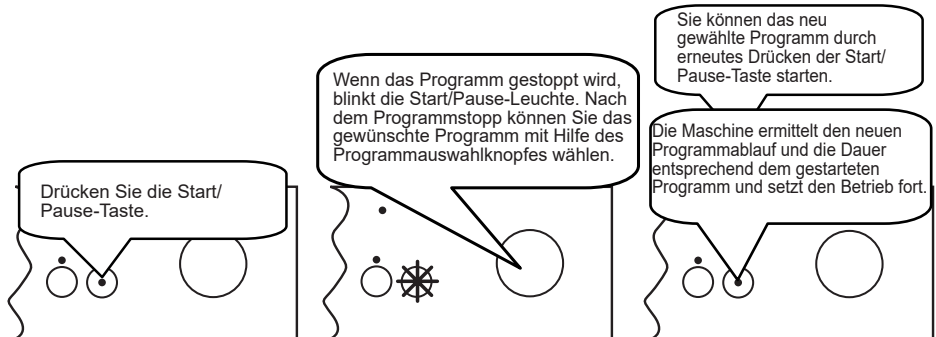 Drücken Sie die Start/
Pause-Taste.
Wenn das Programm gestoppt wird,
blinkt die Start/Pause-Leuchte. Nach
dem Programmstopp können Sie das
gewünschte Programm mit Hilfe des
Programmauswahlknopfes wählen.
Sie können das neu
gewählte Programm durch
erneutes Drücken der Start/
Pause-Taste starten.
Die Maschine ermittelt den neuen
Programmablauf und die Dauer
entsprechend dem gestarteten
Programm und setzt den Betrieb fort.